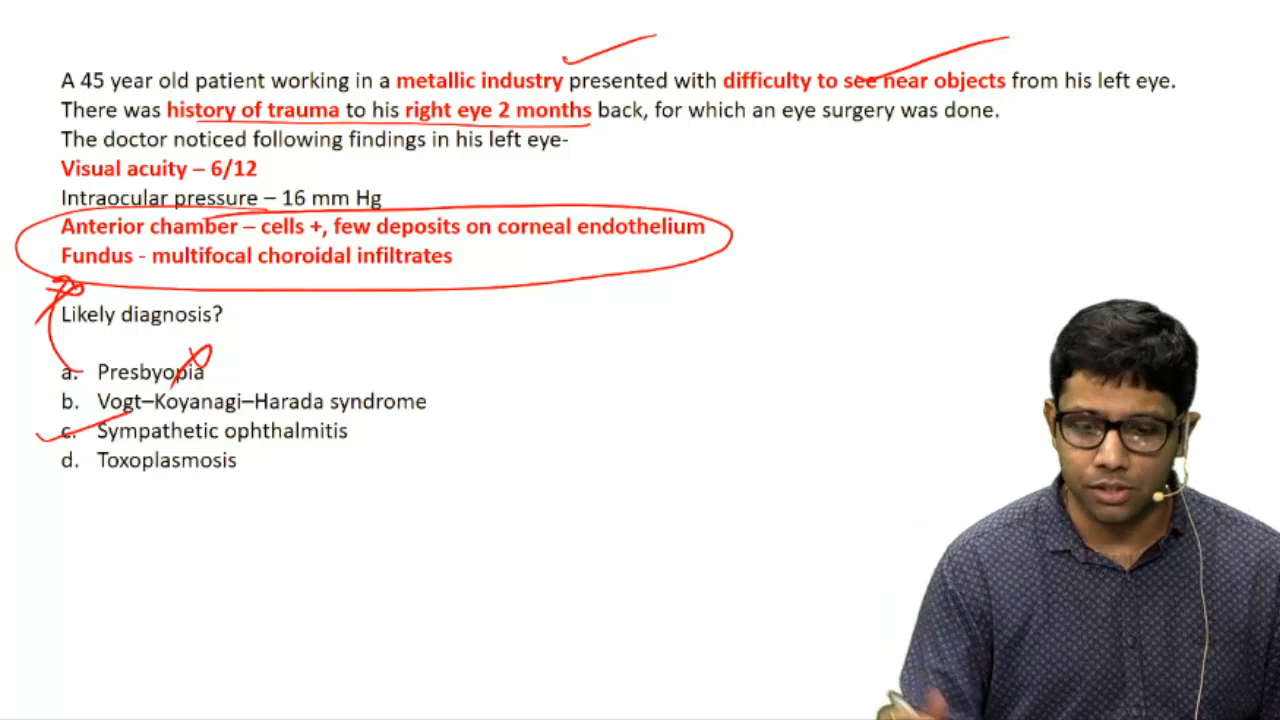 A 45 year old patient working in a metallic industry presented with difficulty to see near objects from his left eye.
There was history of trauma to his right eye 2 months back, for which an eye surgery was done.
The doctor noticed following findings in his left eye-
Visual acuity – 6/12
Intraocular pressure – 16 mm Hg
Anterior chamber – cells +, few deposits on corneal endothelium
Fundus - multifocal choroidal infiltrates
Likely diagnosis?
a. Presbyopia
b. Vogt–Koyanagi–Harada syndrome
c. Sympathetic ophthalmitis
d. Toxoplasmosis